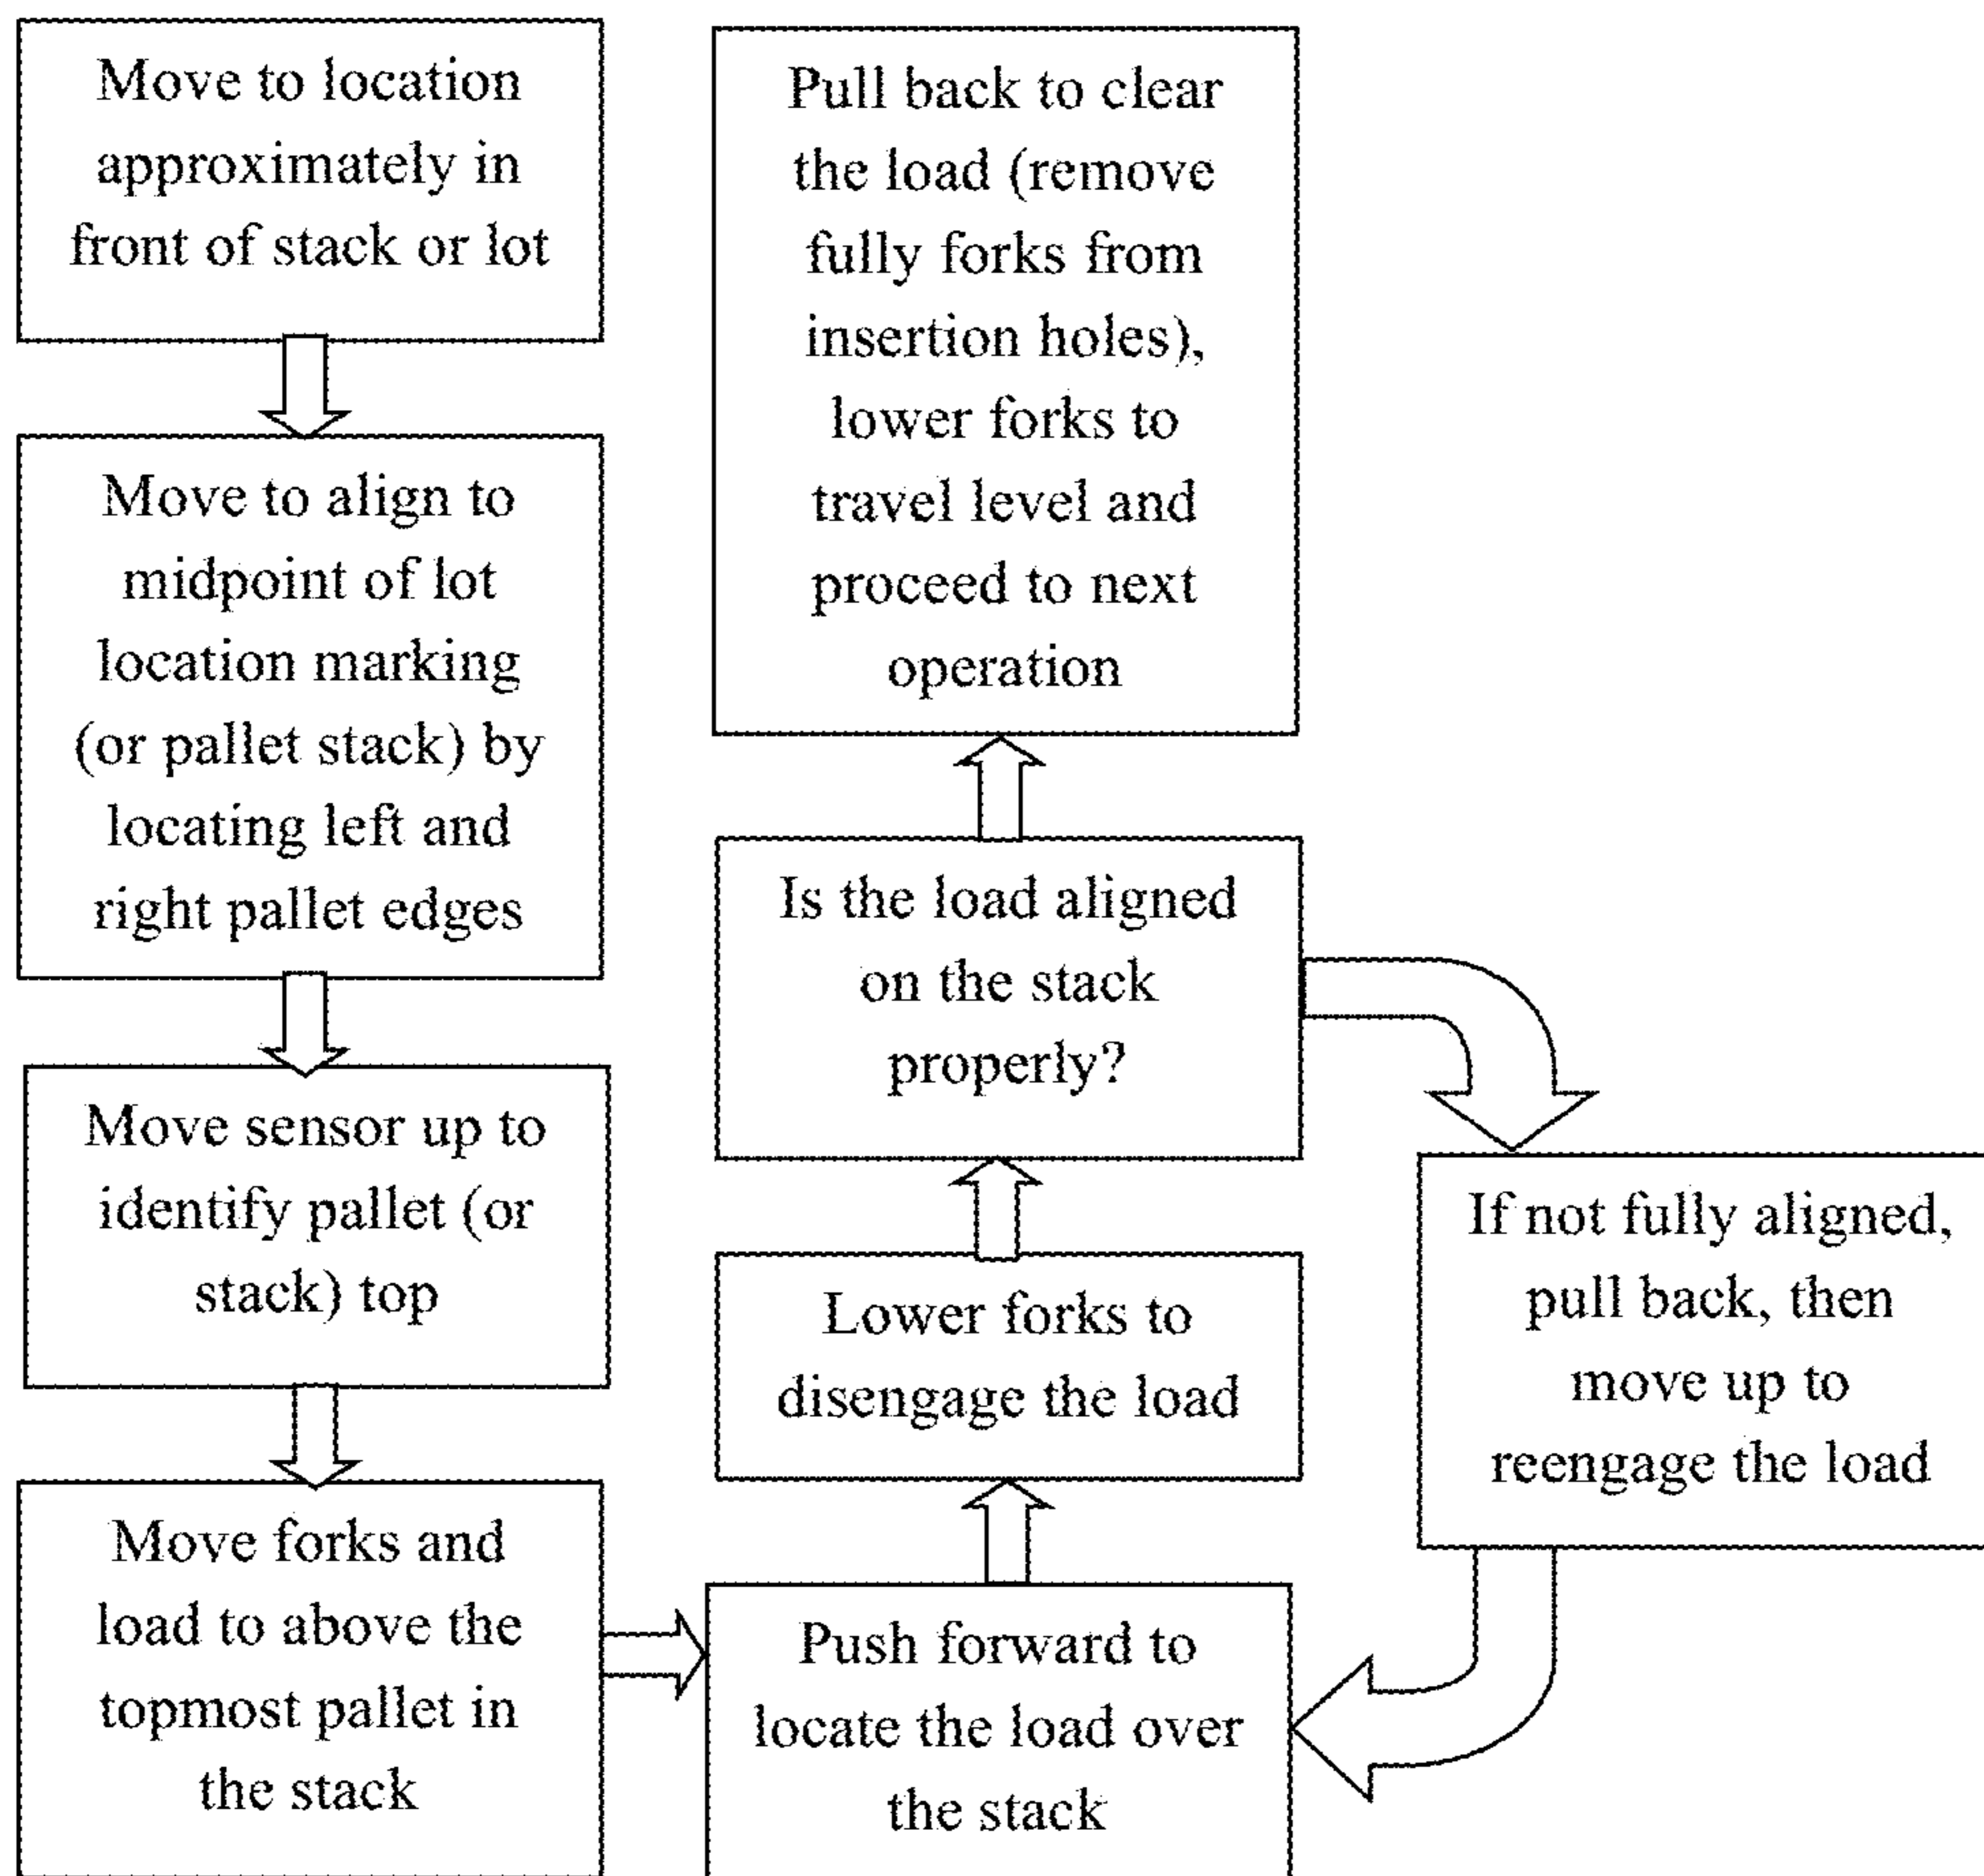 Move to location
approximately in
front of stack or lot
Move to align to
midpoint of lot
location marking
(or pallet stack) by
locating left and
right pallet edges
Move sensor up to
identify pallet (or
stack) top
Move forks and
load to above the
topmost pallet in
the stack
Push forward to
locate the load over
the stack
Lower forks to
disengage the load
Is the load aligned
on the stack
properly?
If not fully aligned,
pull back, then
move up to
reengage the load
Pull back to clear
the load (remove
fully forks from
insertion holes),
lower forks to
travel level and
proceed to next
operation